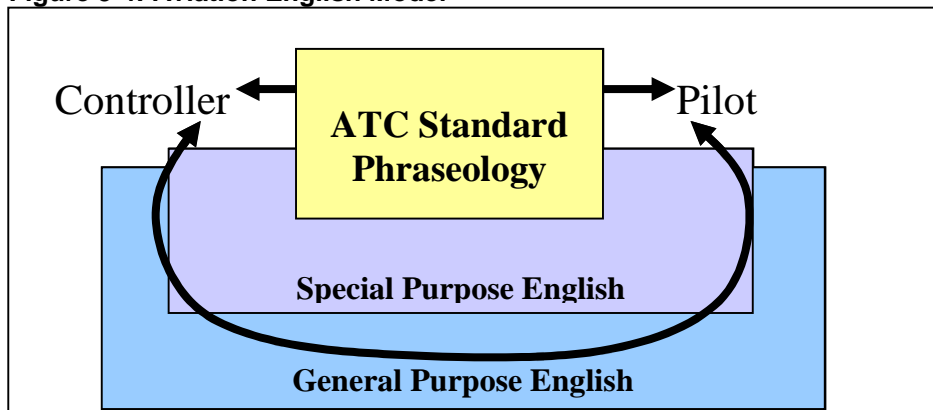 Controller
Pilot
ATC Standard
Phraseology
Special Purpose English
General Purpose English